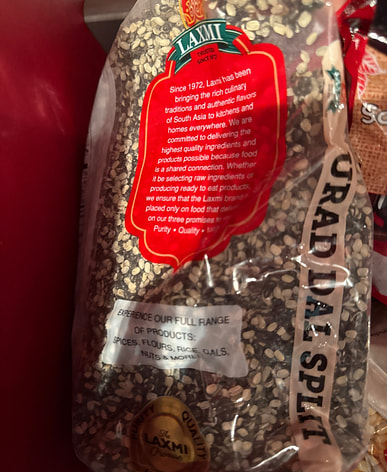 LAXMI
Since 1972, Laxmi has been
bringing the rich culinary
traditions and authentic flavors
of South Asia to kitchens and
homes everywhere. We are
committed to delivering the
highest quality ingredients and
products possible because food
is a shared connection. Whether
it be selecting raw ingredients or
producing ready to eat products,
we ensure that the Laxmi brand
placed only on food that
on our three promises
Purity • Quality •
URAD DAL SPLIT
EXPERIENCE OUR FULL RANGE
OF PRODUCTS:
SPICES, FLOURS, RICE, DALS,
NUTS & MORE!
The
LAXMI
QUALITY